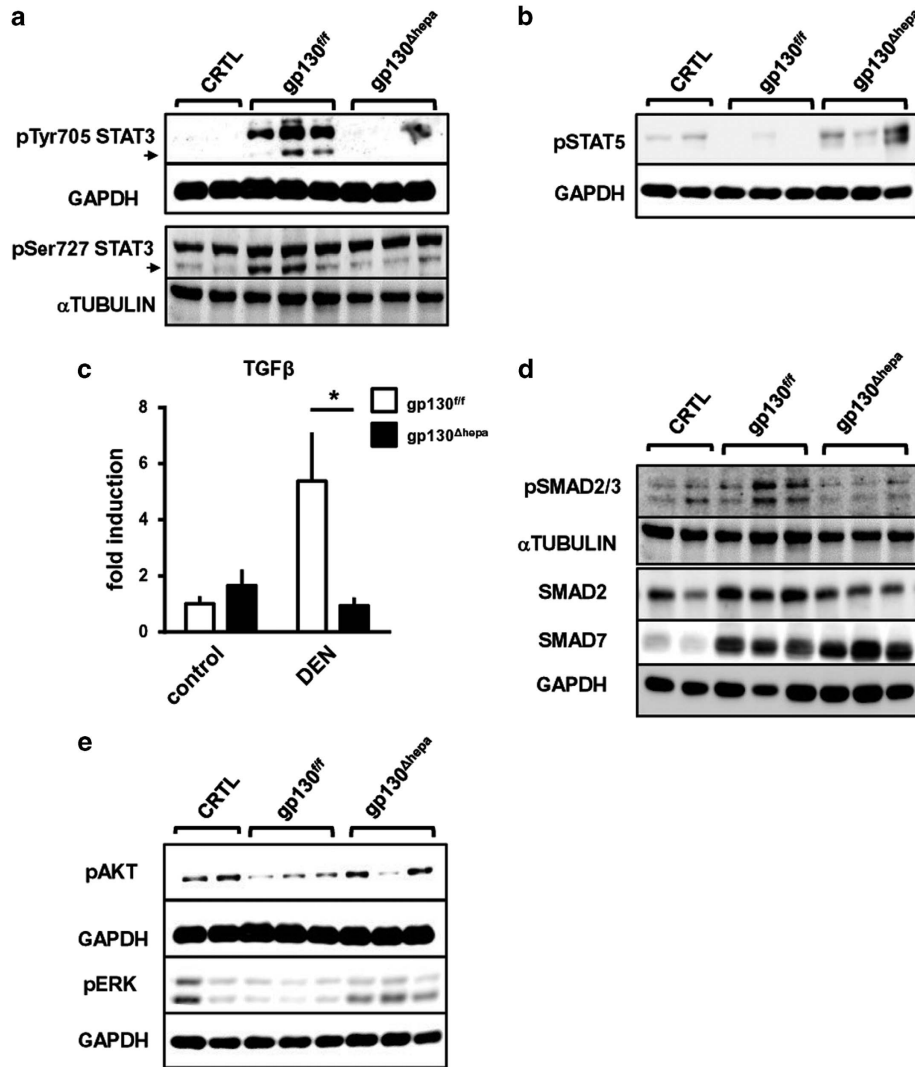 a
CRTL gp130f/f gp130Δhepa
pTyr705 STAT3
GAPDH
pSer727 STAT3
αTUBULIN
b
CRTL gp130f/f gp130Δhepa
pSTAT5
GAPDH
c
TGFβ
*
gp130f/f
gp130Δhepa
fold induction
8
6
4
2
0
control DEN
d
CRTL gp130f/f gp130Δhepa
pSMAD2/3
αTUBULIN
SMAD2
SMAD7
GAPDH
e
CRTL gp130f/f gp130Δhepa
pAKT
GAPDH
pERK
GAPDH